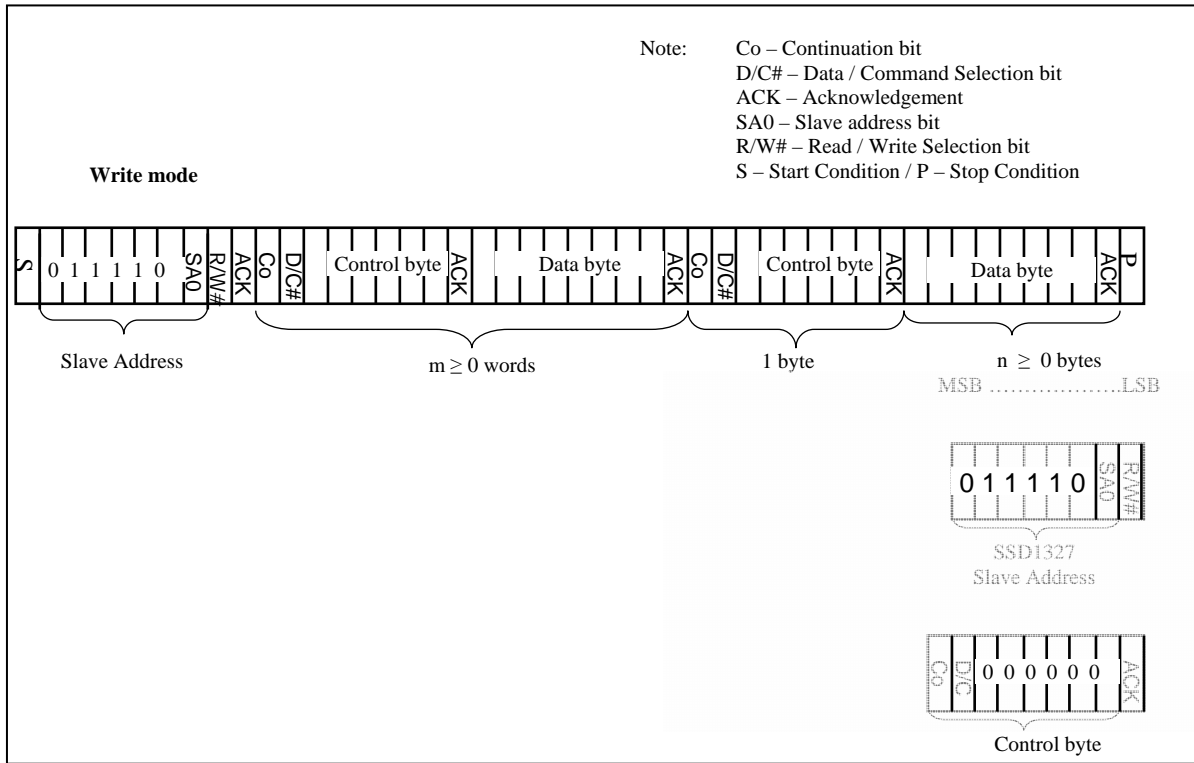 Note: Co – Continuation bit
D/C# – Data / Command Selection bit
ACK – Acknowledgement
SA0 – Slave address bit
R/W# – Read / Write Selection bit
S – Start Condition / P – Stop Condition
Write mode
S 0 1 1 1 1 0 SA0 R/W# ACK Co D/C# Control byte ACK Data byte ACK Co D/C# Control byte ACK Data byte ACK P
Slave Address m ≥ 0 words 1 byte n ≥ 0 bytes
MSB ...................LSB
0 1 1 1 1 0 SA0 R/W#
SSD1327
Slave Address
Co D/C 0 0 0 0 0 0 ACK
Control byte